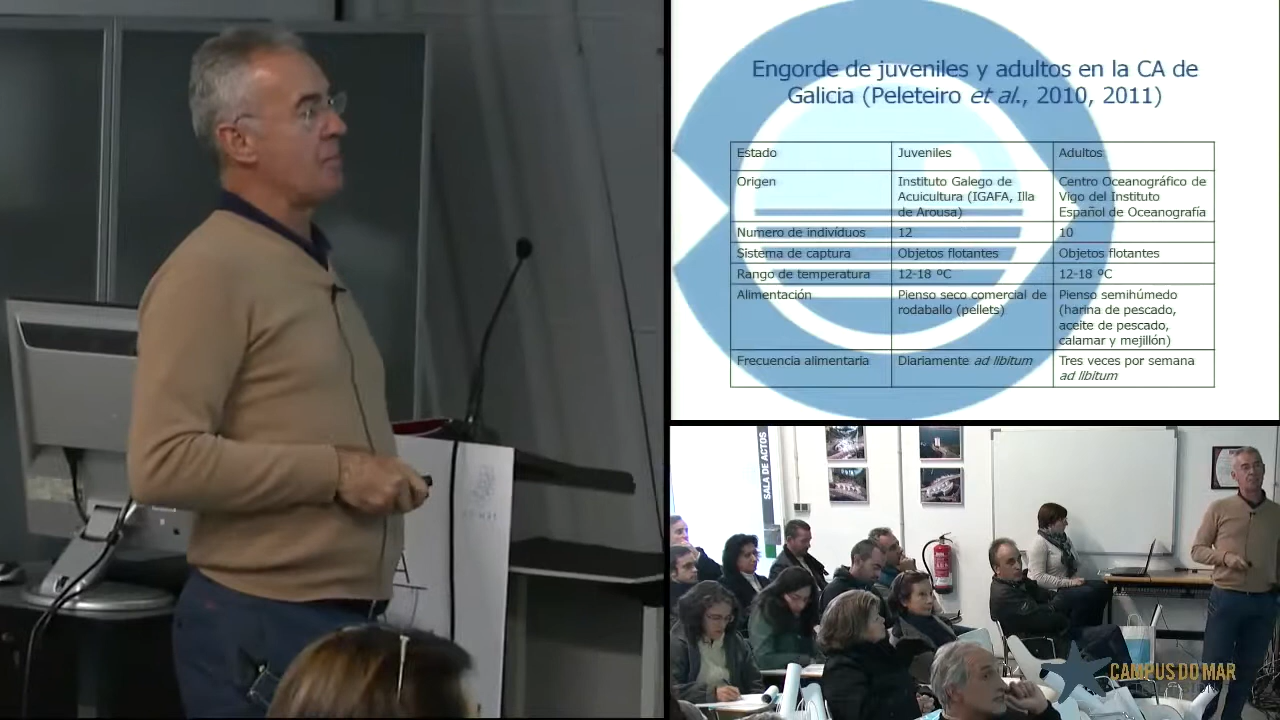 Engorde de juveniles y adultos en la CA de
Galicia (Peleteiro et al., 2010, 2011)
Estado
Juveniles
Adultos
Origen
Instituto Galego de
Acuicultura (IGAFA, Illa
de Arousa)
Centro Oceanográfico de
Vigo del Instituto
Español de Oceanografía
Numero de indivíduos
12
10
Sistema de captura
Objetos flotantes
Objetos flotantes
Rango de temperatura
12-18 ºC
12-18 ºC
Alimentación
Pienso seco comercial de
rodaballo (pellets)
Pienso semihúmedo
(harina de pescado,
aceite de pescado,
calamar y mejillón)
Frecuencia alimentaria
Diariamente ad libitum
Tres veces por semana
ad libitum
SALA DE ACTOS
CAMPUS DO MAR